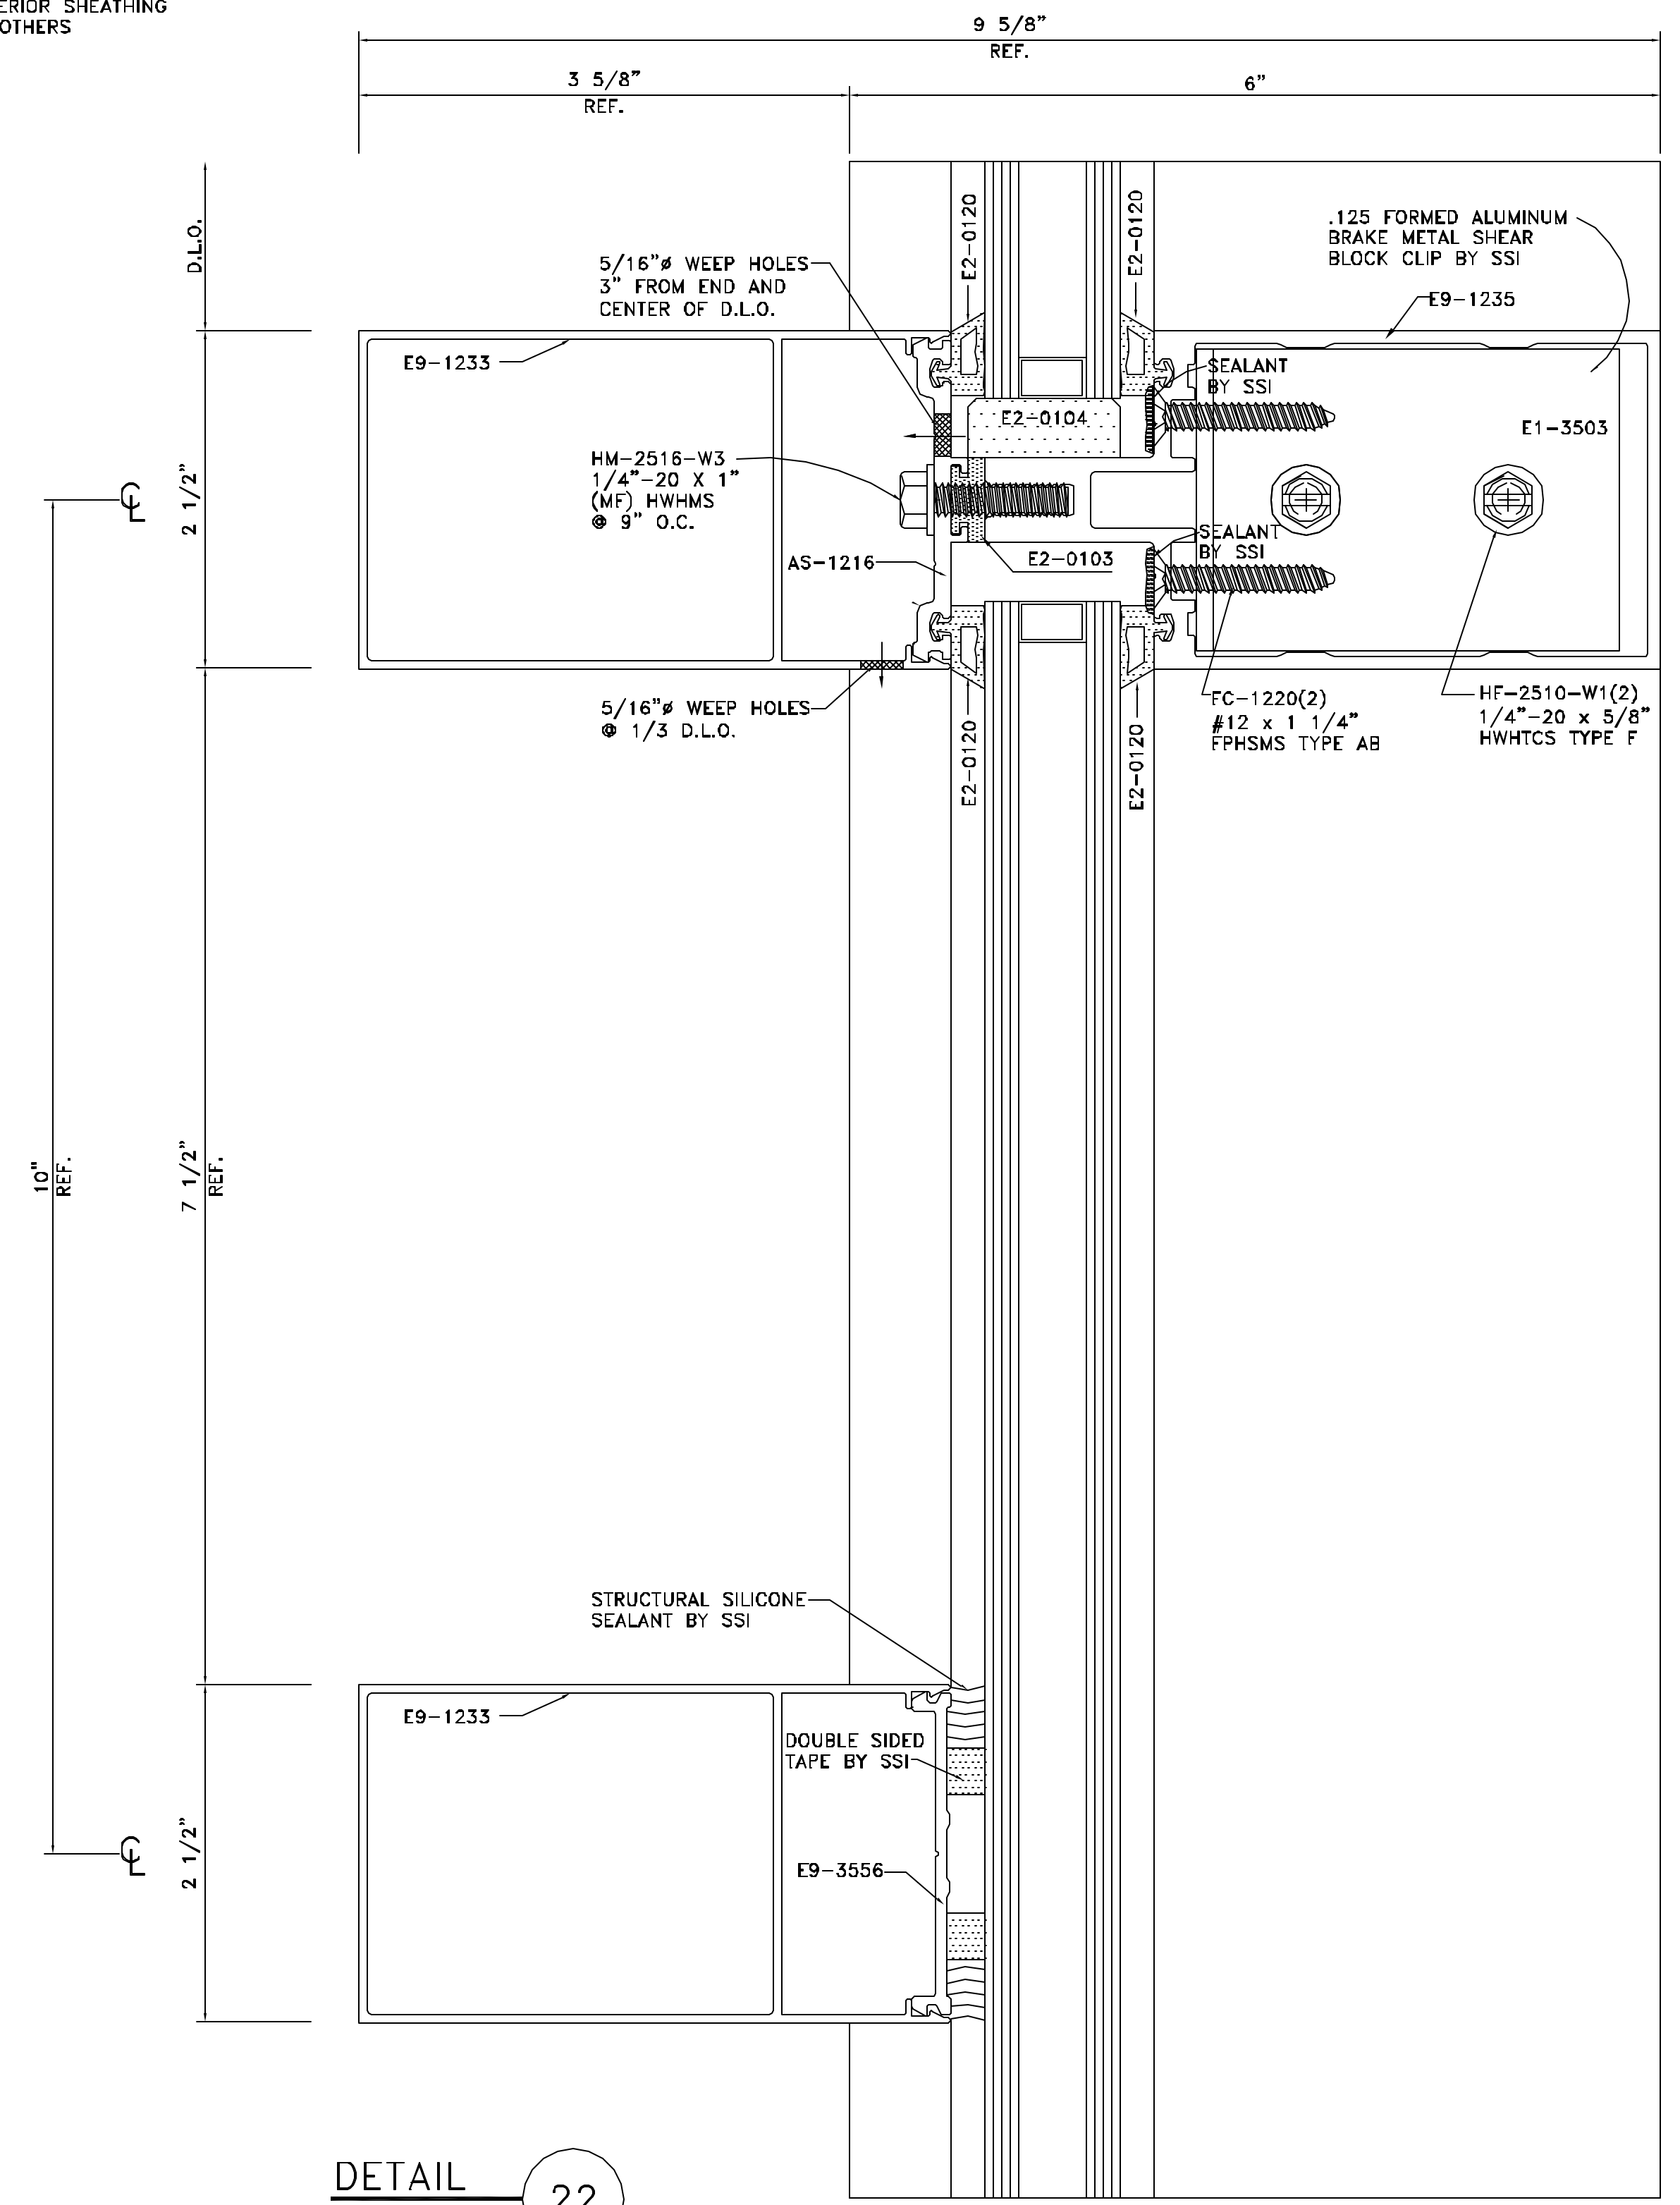 ERIOR SHEATHING
OTHERS
9 5/8"
REF.
3 5/8"
REF.
6"
D.L.O.
5/16"ø WEEP HOLES
3" FROM END AND
CENTER OF D.L.O.
E2-0120
E2-0120
.125 FORMED ALUMINUM
BRAKE METAL SHEAR
BLOCK CLIP BY SSI
E9-1235
E9-1233
SEALANT
BY SSI
E2-0104
E1-3503
HM-2516-W3
1/4"-20 X 1"
(MF) HWHMS
@ 9" O.C.
CL
2 1/2"
SEALANT
BY SSI
E2-0103
AS-1216
5/16"ø WEEP HOLES
@ 1/3 D.L.O.
E2-0120
E2-0120
FC-1220(2)
#12 x 1 1/4"
FPHSMS TYPE AB
HF-2510-W1(2)
1/4"-20 x 5/8"
HWHTCS TYPE F
10"
REF.
7 1/2"
REF.
STRUCTURAL SILICONE
SEALANT BY SSI
E9-1233
DOUBLE SIDED
TAPE BY SSI
CL
2 1/2"
E9-3556
DETAIL
22